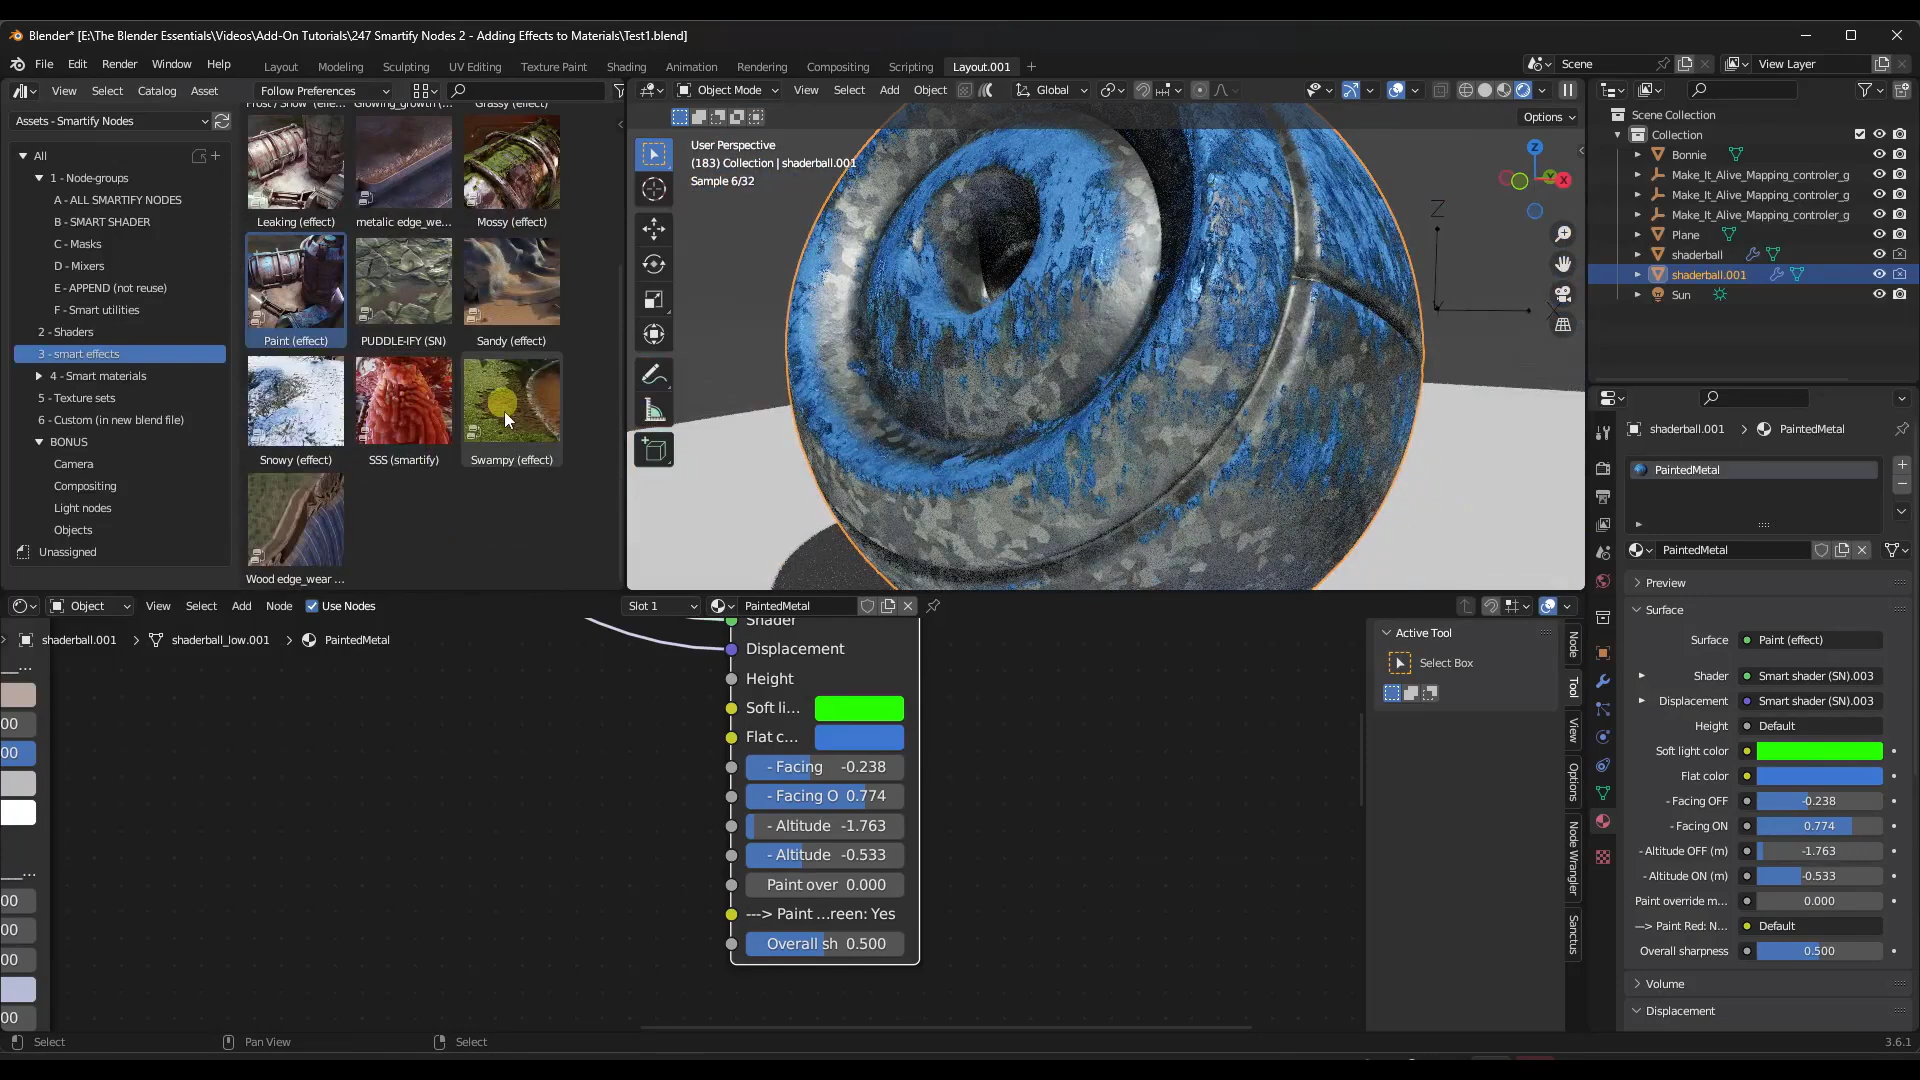 Blender* [E:\The Blender Essentials\Videos\Add-On Tutorials\247 Smartify Nodes 2 - Adding Effects to Materials\Test1.blend]
File Edit Render Window Help Layout Modeling Sculpting UV Editing Texture Paint Shading Animation Rendering Compositing Scripting Layout.001 + Scene View Layer
View Select Catalog Asset Follow Preferences
Object Mode View Select Add Object Global
Options
Assets - Smartify Nodes
All
1 - Node-groups
A - ALL SMARTIFY NODES
B - SMART SHADER
C - Masks
D - Mixers
E - APPEND (not reuse)
F - Smart utilities
2 - Shaders
3 - smart effects
4 - Smart materials
5 - Texture sets
6 - Custom (in new blend file)
BONUS
Camera
Compositing
Light nodes
Objects
Unassigned
Frost / Snow (effe... Glowing_growth (... Grassy (effect)
Leaking (effect) metalic edge_we... Mossy (effect)
Paint (effect) PUDDLE-IFY (SN) Sandy (effect)
Snowy (effect) SSS (smartify) Swampy (effect)
Wood edge_wear ...
User Perspective
(183) Collection | shaderball.001
Sample 6/32
Z
X
Z
X
Scene Collection
Collection
Bonnie
Make_It_Alive_Mapping_controler_g
Make_It_Alive_Mapping_controler_g
Make_It_Alive_Mapping_controler_g
Plane
shaderball
shaderball.001
Sun
shaderball.001 > PaintedMetal
PaintedMetal
PaintedMetal
Preview
Surface
Surface Paint (effect)
Shader Smart shader (SN).003
Displacement Smart shader (SN).003
Height Default
Soft light color
Flat color
- Facing OFF -0.238
- Facing ON 0.774
- Altitude OFF (m) -1.763
- Altitude ON (m) -0.533
Paint override m... 0.000
---> Paint Red: N... Default
Overall sharpness 0.500
Volume
Displacement
Object View Select Add Node Use Nodes Slot 1 PaintedMetal
shaderball.001 > shaderball_low.001 > PaintedMetal
Shader
Displacement
Height
Soft li...
Flat c...
- Facing -0.238
- Facing O 0.774
- Altitude -1.763
- Altitude -0.533
Paint over 0.000
---> Paint ...reen: Yes
Overall sh 0.500
00
00
00
00
00
00
Active Tool
Select Box
Node
Tool
View
Options
Node Wrangler
Sanctus
Select Pan View Select 3.6.1